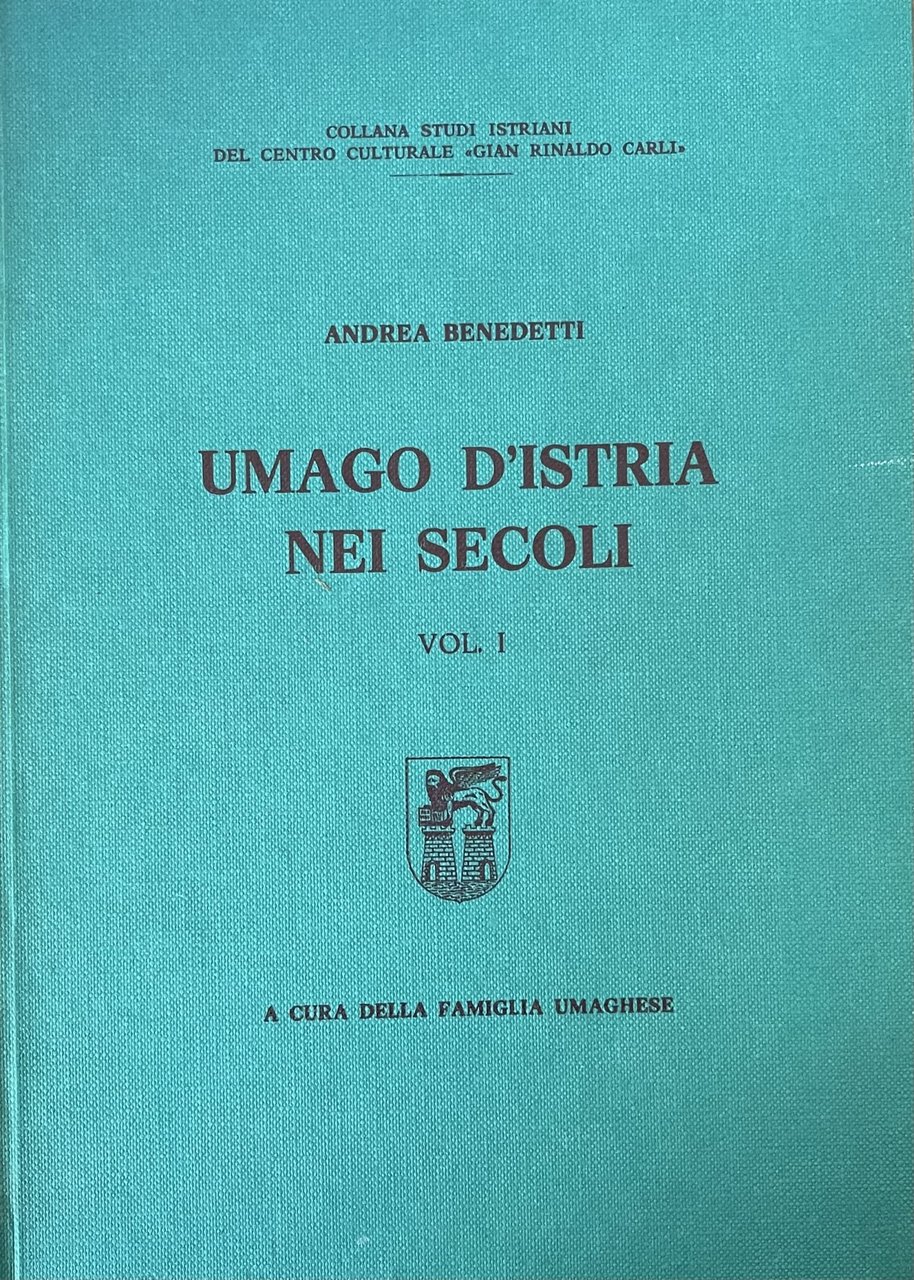 COLLANA STUDI ISTRIANI
DEL CENTRO CULTURALE «GIAN RINALDO CARLI»
ANDREA BENEDETTI
UMAGO D'ISTRIA
NEI SECOLI
VOL. I
A CURA DELLA FAMIGLIA UMAGHESE